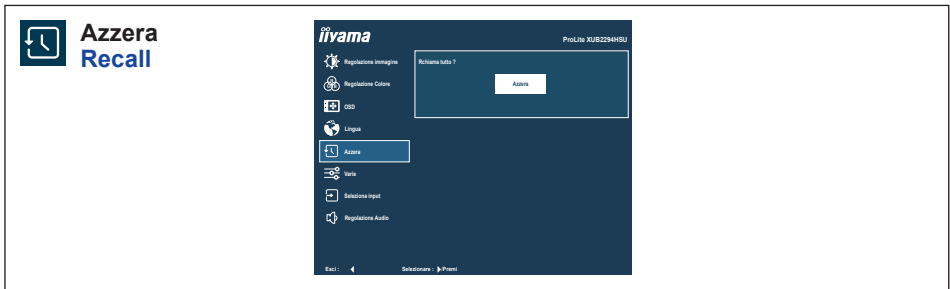 Azzera
Recall
iiyama
ProLite XUB2294HSU
Regolazione immagine
Rchiama tutto ?
Regolazione Colore
Azzera
OSD
Lingua
Azzera
Varie
Seleziona input
Regolazione Audio
Esci :
Selezionare : /Premi